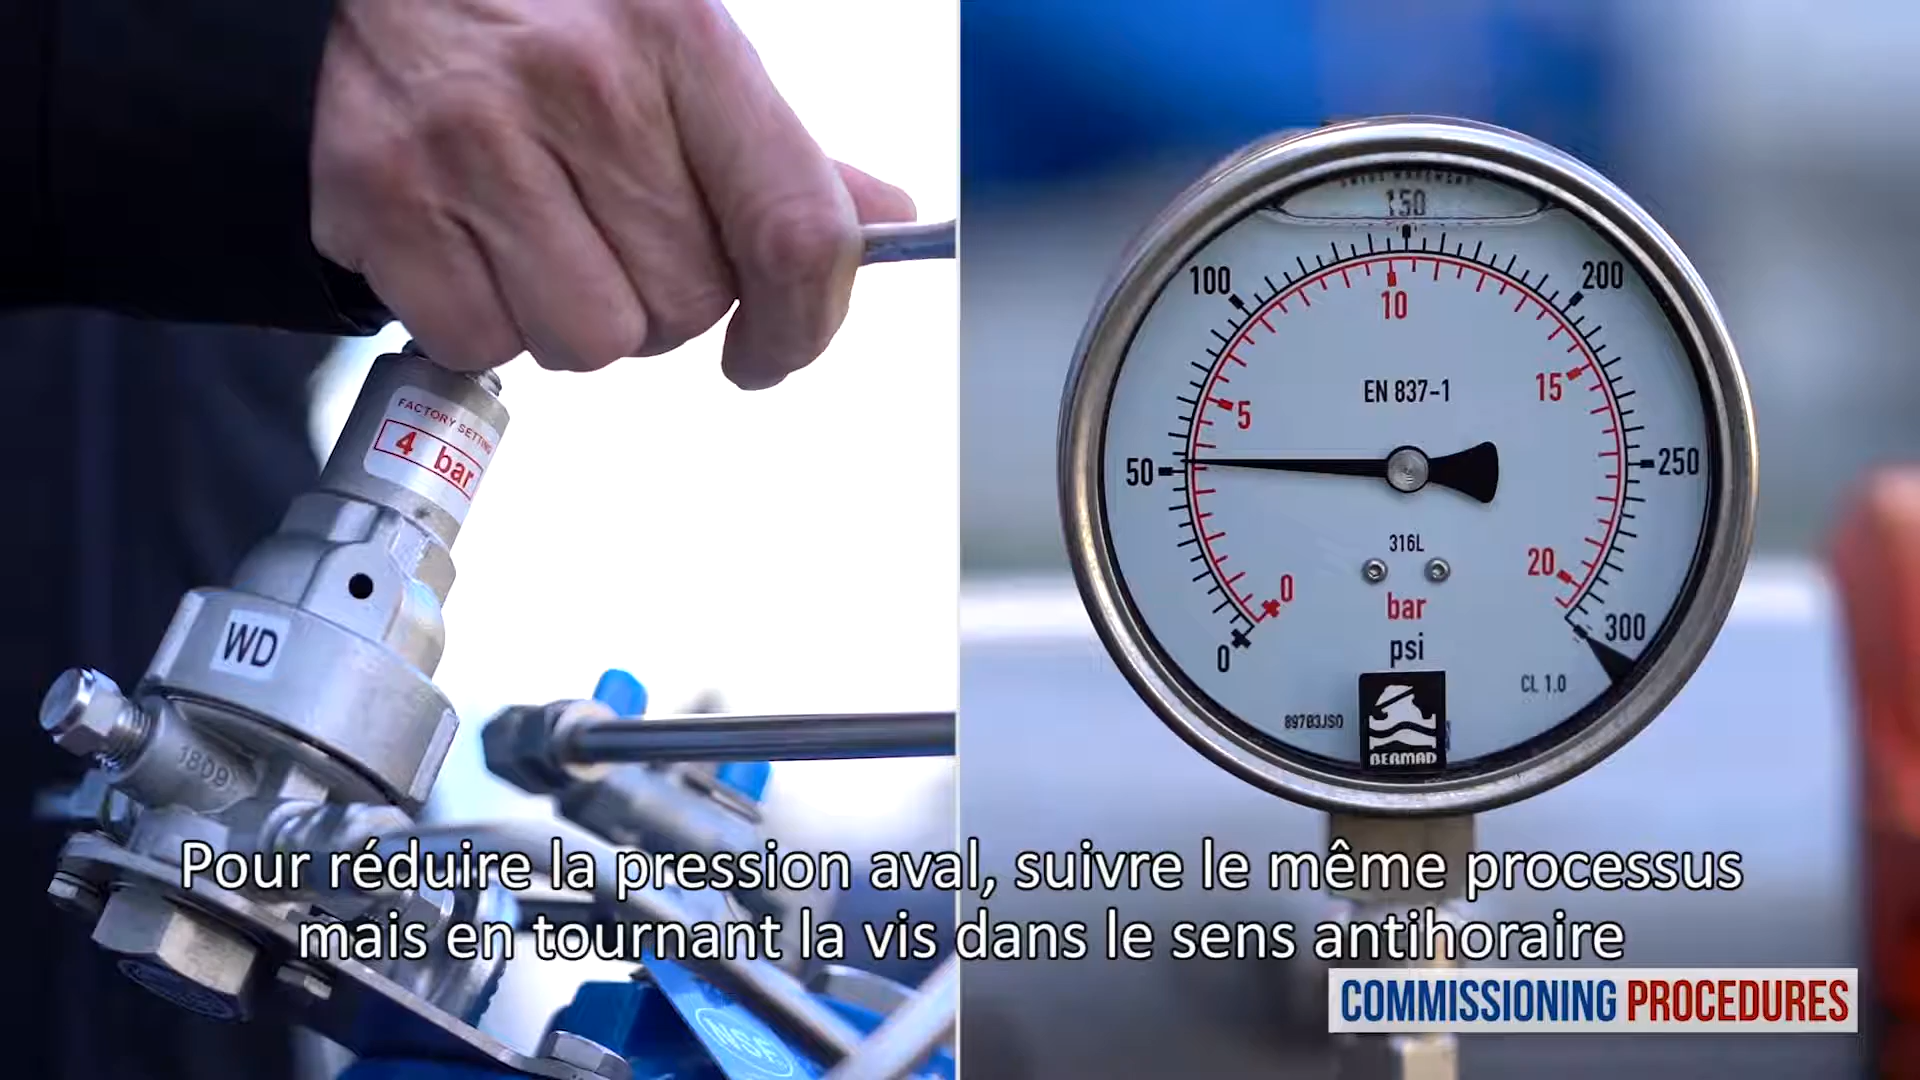 FACTORY SETTING
4 bar
WD
1809
NSF
150
100
200
10
EN 837-1
15
5
50
250
316L
20
0
bar
300
psi
0
CL 1.0
89703JSO
BERMAD
Pour réduire la pression aval, suivre le même processus
mais en tournant la vis dans le sens antihoraire
COMMISSIONING PROCEDURES